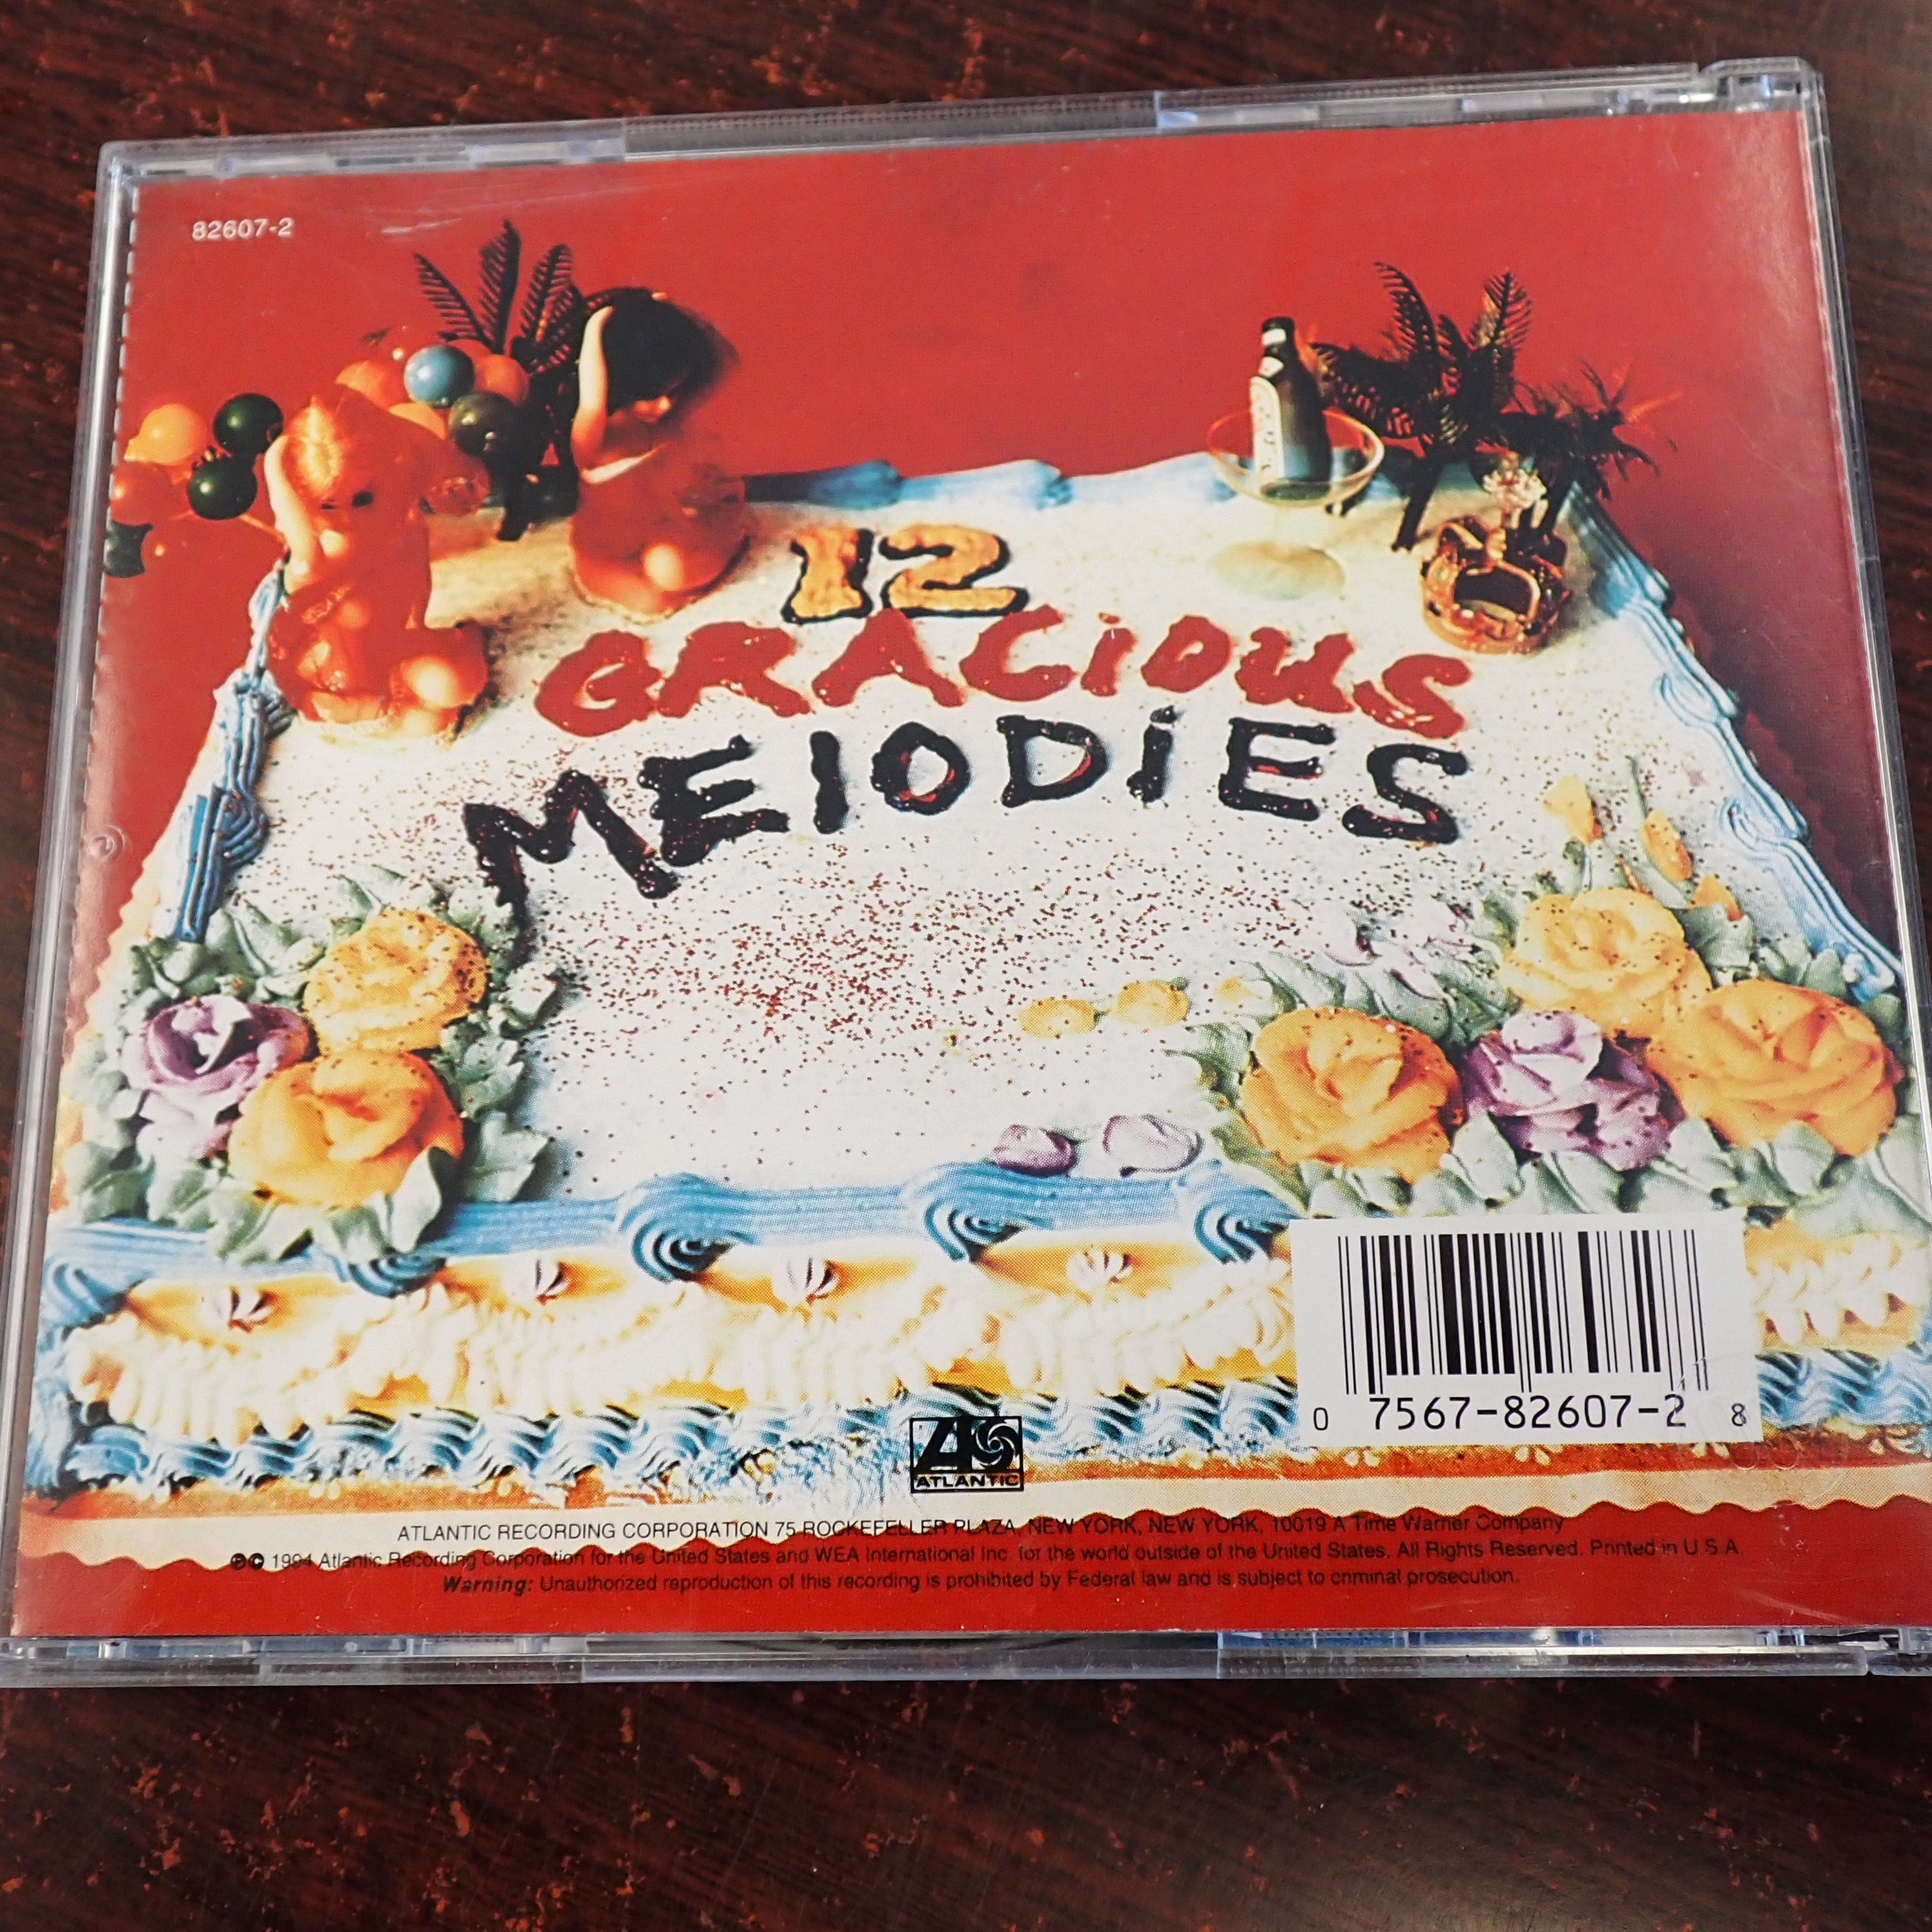 82607-2
12
GRACiOUS
MElODiES
0 7567-82607-2 8
ATLANTIC
ATLANTIC RECORDING CORPORATION 75 ROCKEFELLER PLAZA, NEW YORK, NEW YORK, 10019 A Time Warner Company
℗© 1994 Atlantic Recording Corporation for the United States and WEA International Inc. for the world outside of the United States. All Rights Reserved. Printed in U.S.A.
Warning: Unauthorized reproduction of this recording is prohibited by Federal law and is subject to criminal prosecution.